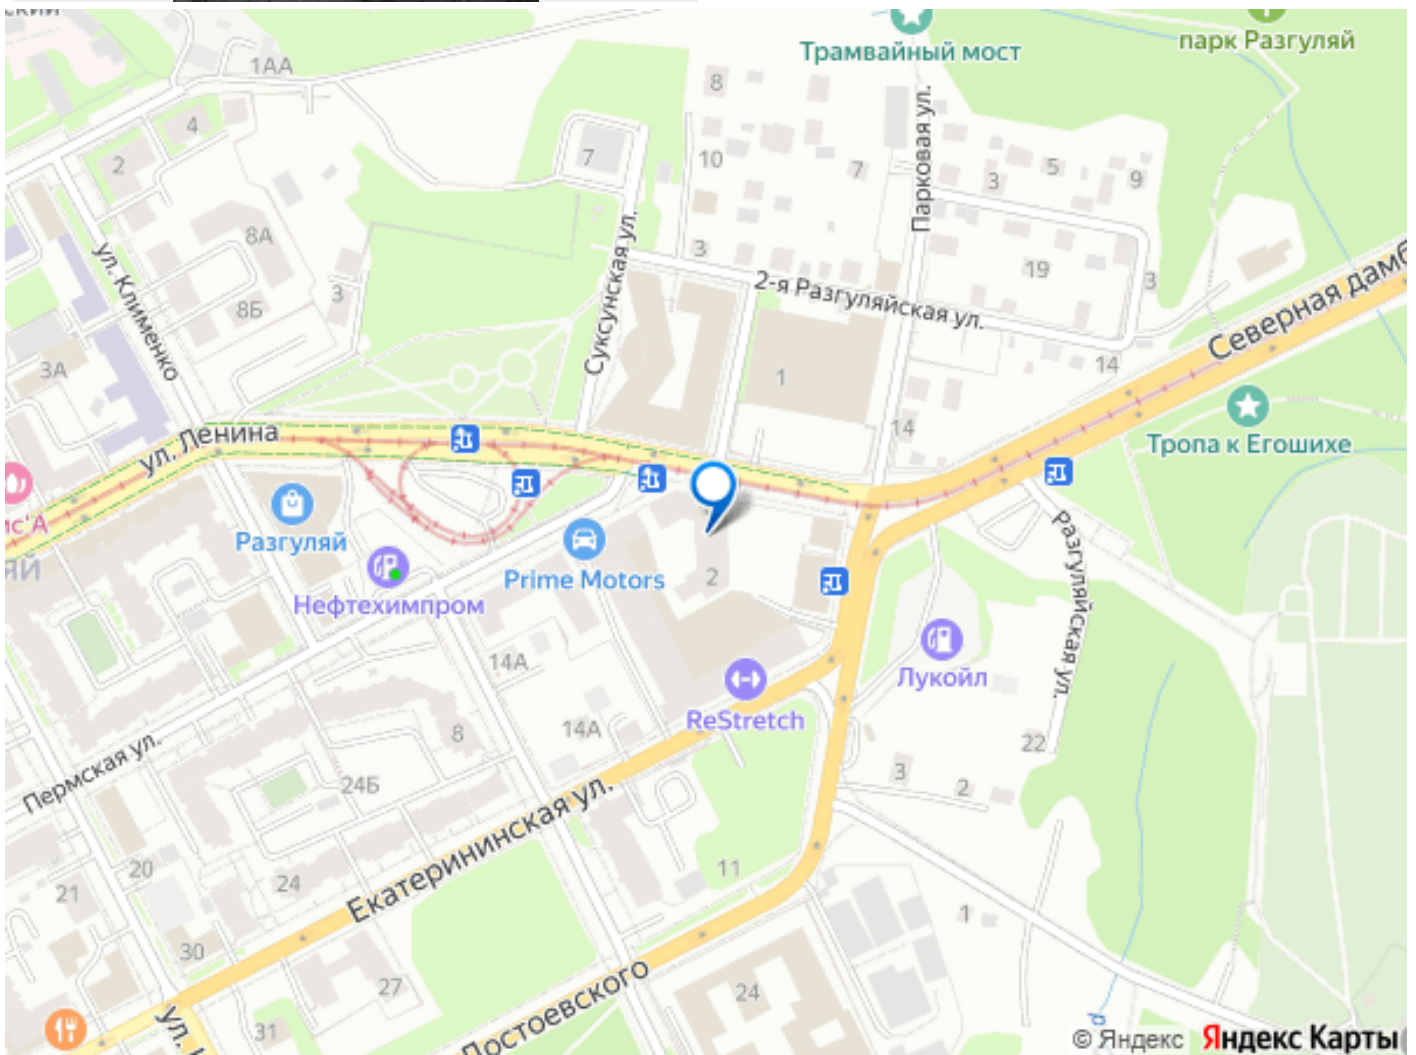 Трамвайный мост
парк Разгуляй
1АА
8
4
7
10
7
5
3
9
2
Парковая ул.
8А
ул. Клименко
Суксунская ул.
3
19
3
3
8Б
2-я Разгуляйская ул.
Северная дамб
3А
1
14
14
ул. Ленина
Тропа к Егошихе
ис'А
Разгуляй
Prime Motors
Разгуляйская ул.
ЯЙ
Нефтехимпром
2
14А
Лукойл
ReStretch
14А
8
22
Пермская ул.
24Б
3
2
Екатерининская ул.
20
11
21
24
1
30
27
Достоевского
24
31
ул.
© Яндекс Яндекс Карты